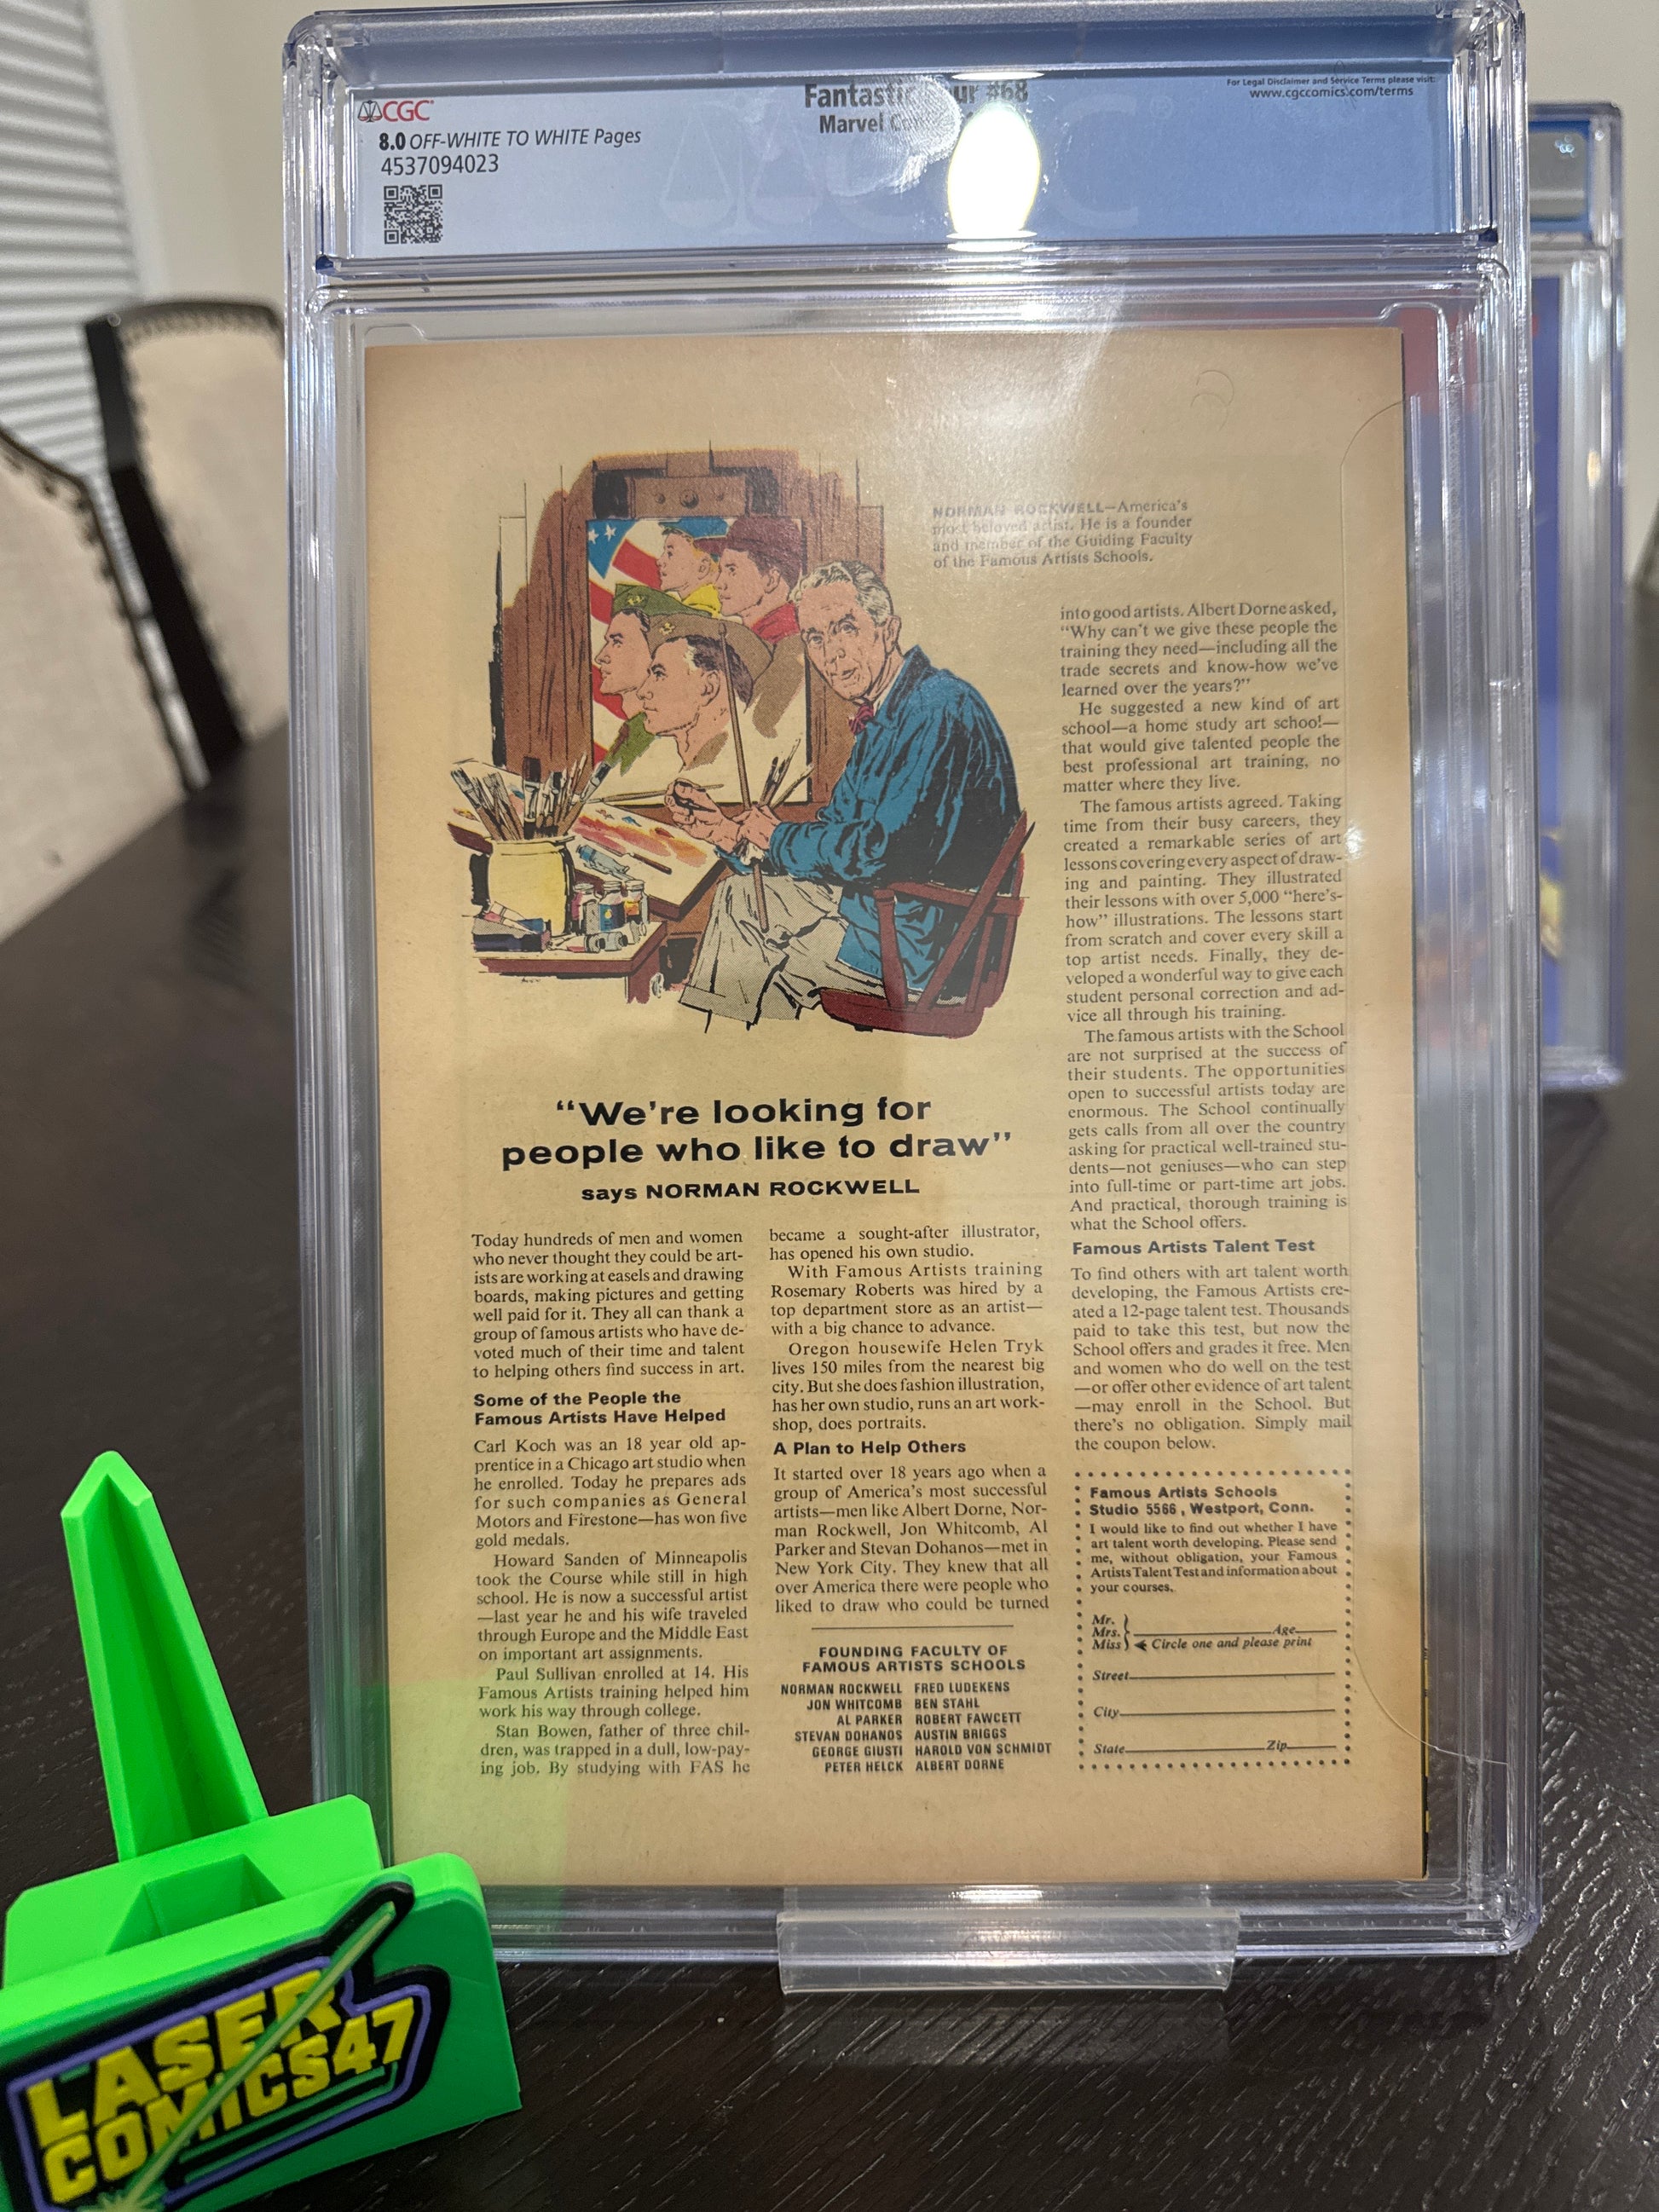 CGC
8.0 OFF-WHITE TO WHITE Pages
4537094023
Fantastic #68
Marvel
For Legal Disclaimer and Service Terms please visit:
www.cgccomics.com/terms
NORMAN ROCKWELL—America's
most beloved artist. He is a founder
and member of the Guiding Faculty
of the Famous Artists Schools.
"We're looking for
people who like to draw"
says NORMAN ROCKWELL
Today hundreds of men and women
who never thought they could be art-
ists are working at easels and drawing
boards, making pictures and getting
well paid for it. They all can thank a
group of famous artists who have de-
voted much of their time and talent
to helping others find success in art.
Some of the People the
Famous Artists Have Helped
Carl Koch was an 18 year old ap-
prentice in a Chicago art studio when
he enrolled. Today he prepares ads
for such companies as General
Motors and Firestone—has won five
gold medals.
Howard Sanden of Minneapolis
took the Course while still in high
school. He is now a successful artist
—last year he and his wife traveled
through Europe and the Middle East
on important art assignments.
Paul Sullivan enrolled at 14. His
Famous Artists training helped him
work his way through college.
Stan Bowen, father of three chil-
dren, was trapped in a dull, low-pay-
ing job. By studying with FAS he
became a sought-after illustrator,
has opened his own studio.
With Famous Artists training
Rosemary Roberts was hired by a
top department store as an artist—
with a big chance to advance.
Oregon housewife Helen Tryk
lives 150 miles from the nearest big
city. But she does fashion illustration,
has her own studio, runs an art work-
shop, does portraits.
A Plan to Help Others
It started over 18 years ago when a
group of America's most successful
artists—men like Albert Dorne, Nor-
man Rockwell, Jon Whitcomb, Al
Parker and Stevan Dohanos—met in
New York City. They knew that all
over America there were people who
liked to draw who could be turned
FOUNDING FACULTY OF
FAMOUS ARTISTS SCHOOLS
NORMAN ROCKWELL FRED LUDEKENS
JON WHITCOMB BEN STAHL
AL PARKER ROBERT FAWCETT
STEVAN DOHANOS AUSTIN BRIGGS
GEORGE GIUSTI HAROLD VON SCHMIDT
PETER HELCK ALBERT DORNE
into good artists. Albert Dorne asked,
"Why can't we give these people the
training they need—including all the
trade secrets and know-how we've
learned over the years?"
He suggested a new kind of art
school—a home study art school—
that would give talented people the
best professional art training, no
matter where they live.
The famous artists agreed. Taking
time from their busy careers, they
created a remarkable series of art
lessons covering every aspect of draw-
ing and painting. They illustrated
their lessons with over 5,000 "here's-
how" illustrations. The lessons start
from scratch and cover every skill a
top artist needs. Finally, they de-
veloped a wonderful way to give each
student personal correction and ad-
vice all through his training.
The famous artists with the School
are not surprised at the success of
their students. The opportunities
open to successful artists today are
enormous. The School continually
gets calls from all over the country
asking for practical well-trained stu-
dents—not geniuses—who can step
into full-time or part-time art jobs.
And practical, thorough training is
what the School offers.
Famous Artists Talent Test
To find others with art talent worth
developing, the Famous Artists cre-
ated a 12-page talent test. Thousands
paid to take this test, but now the
School offers and grades it free. Men
and women who do well on the test
—or offer other evidence of art talent
—may enroll in the School. But
there's no obligation. Simply mail
the coupon below.
Famous Artists Schools
Studio 5566, Westport, Conn.
I would like to find out whether I have
art talent worth developing. Please send
me, without obligation, your Famous
Artists Talent Test and information about
your courses.
Mr.
Mrs. Age
Miss Circle one and please print
Street
City
State Zip
LASER
COMICS47